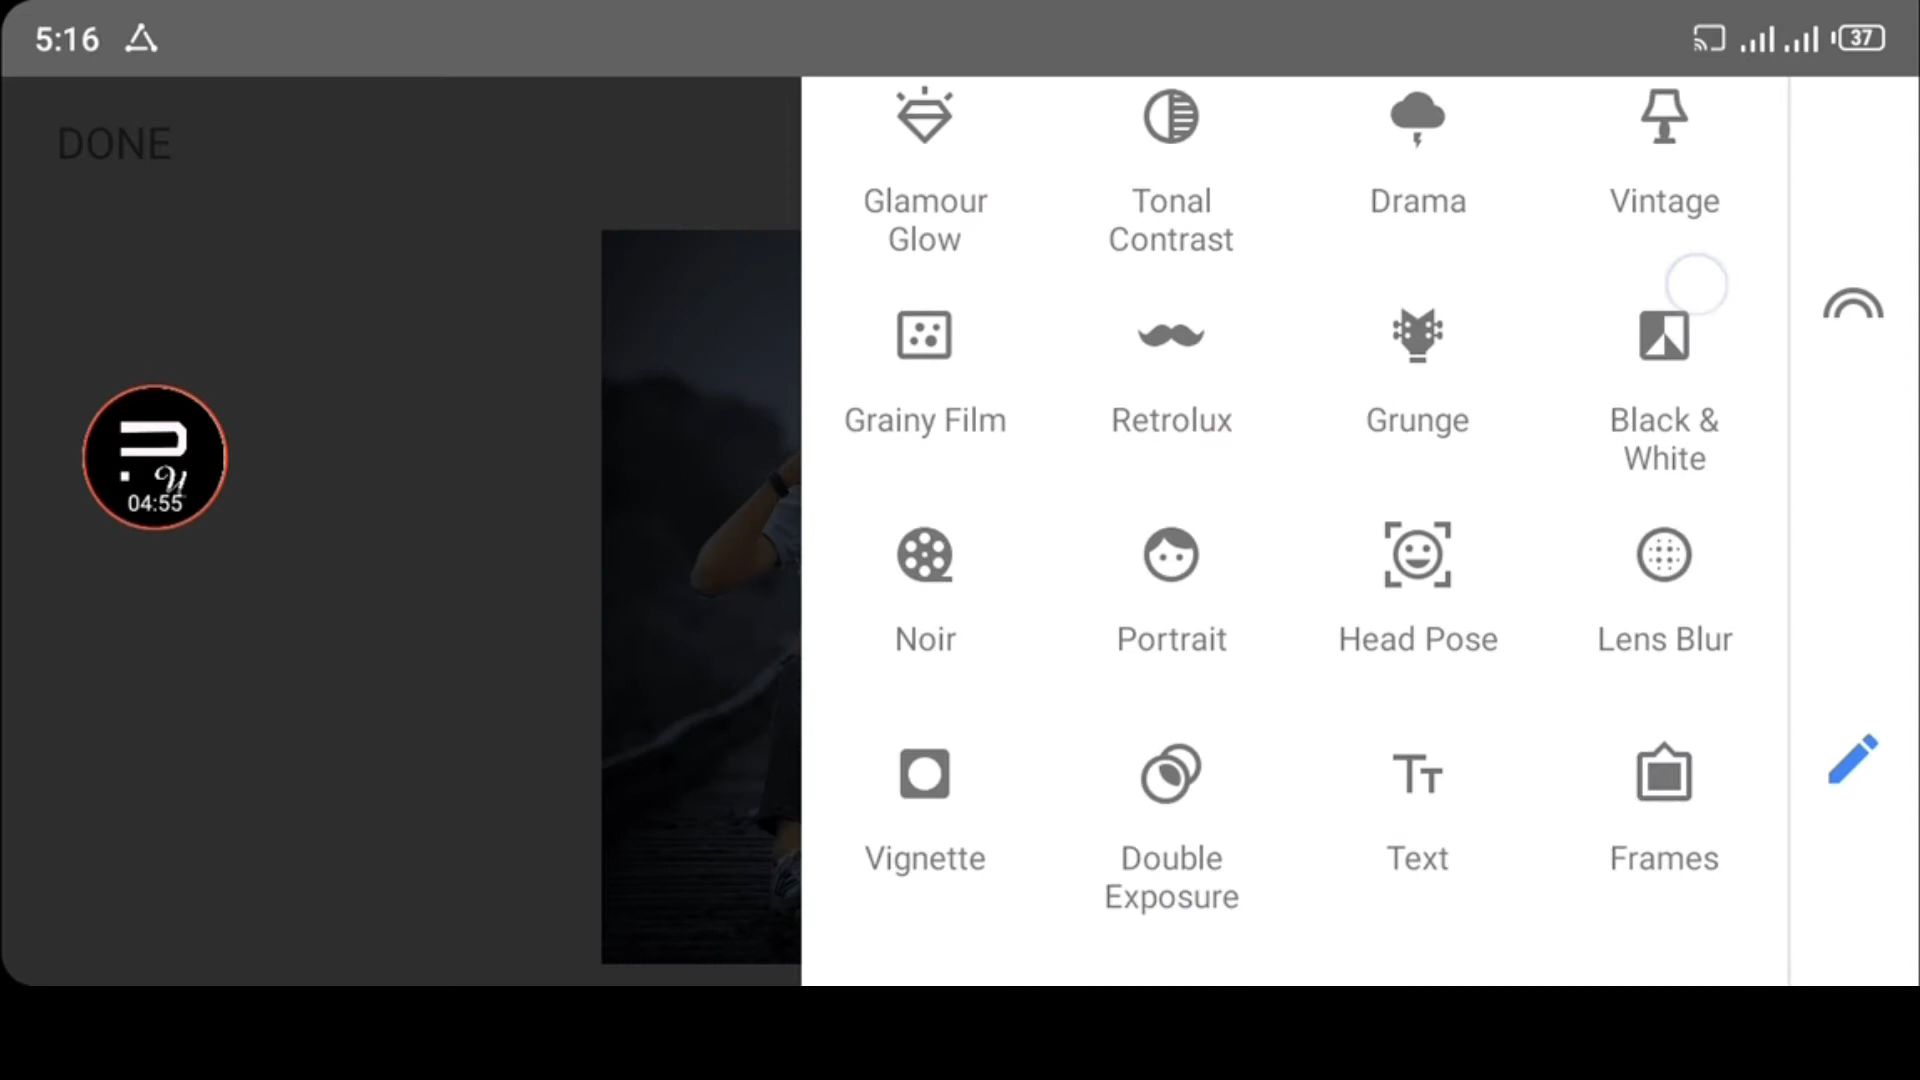 5:16
37
DONE
Glamour
Glow
Tonal
Contrast
Drama
Vintage
Grainy Film
Retrolux
Grunge
Black &
White
04:55
Noir
Portrait
Head Pose
Lens Blur
Vignette
Double
Exposure
Text
Frames